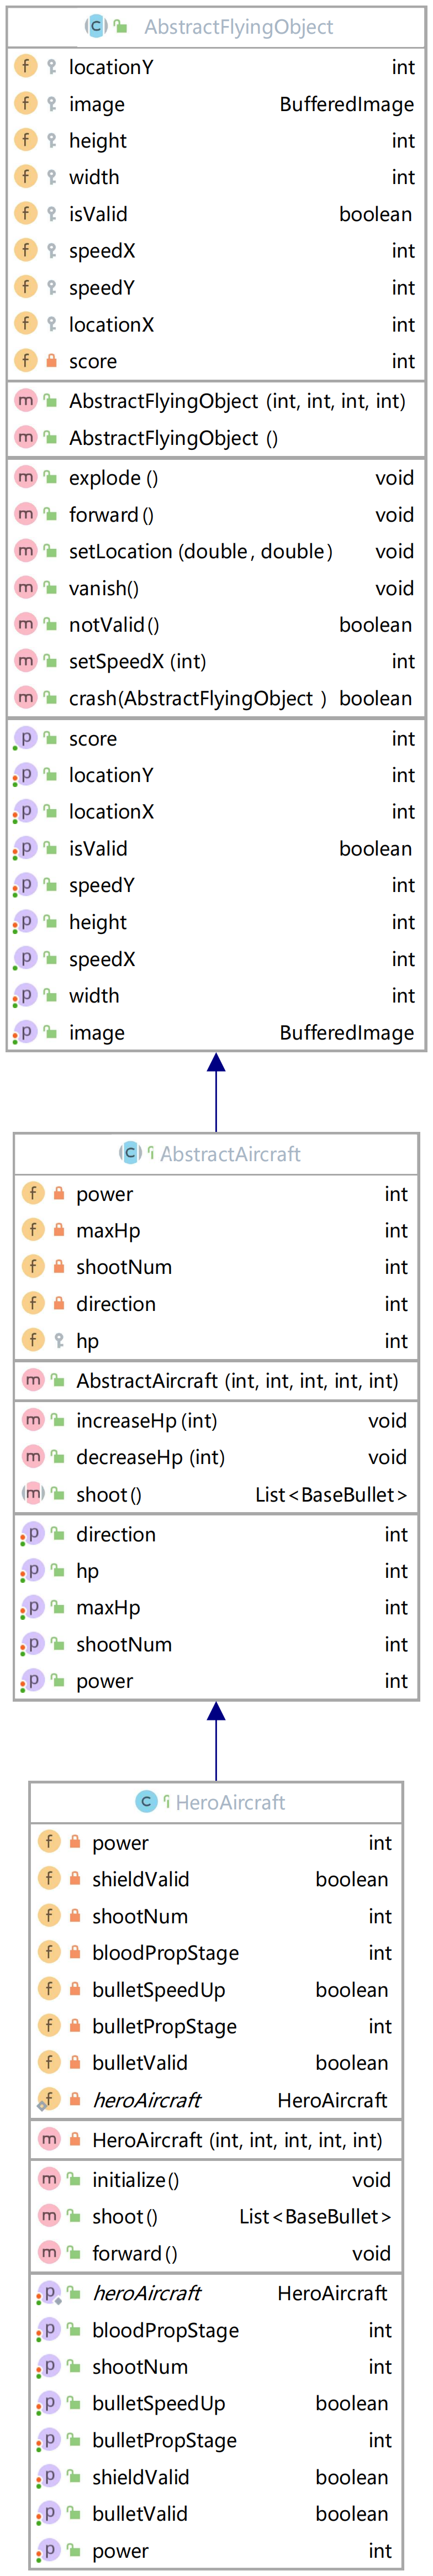 AbstractFlyingObject
f locationY int
f image BufferedImage
f height int
f width int
f isValid boolean
f speedX int
f speedY int
f locationX int
f score int
m AbstractFlyingObject (int, int, int, int)
m AbstractFlyingObject ()
m explode () void
m forward () void
m setLocation (double, double) void
m vanish() void
m notValid() boolean
m setSpeedX (int) int
m crash(AbstractFlyingObject ) boolean
p score int
p locationY int
p locationX int
p isValid boolean
p speedY int
p height int
p speedX int
p width int
p image BufferedImage
C AbstractAircraft
f power int
f maxHp int
f shootNum int
f direction int
f hp int
m AbstractAircraft (int, int, int, int, int)
m increaseHp (int) void
m decreaseHp (int) void
m shoot () List<BaseBullet>
p direction int
p hp int
p maxHp int
p shootNum int
p power int
C HeroAircraft
f power int
f shieldValid boolean
f shootNum int
f bloodPropStage int
f bulletSpeedUp boolean
f bulletPropStage int
f bulletValid boolean
f heroAircraft HeroAircraft
m HeroAircraft (int, int, int, int, int)
m initialize() void
m shoot () List<BaseBullet>
m forward () void
p heroAircraft HeroAircraft
p bloodPropStage int
p shootNum int
p bulletSpeedUp boolean
p bulletPropStage int
p shieldValid boolean
p bulletValid boolean
p power int